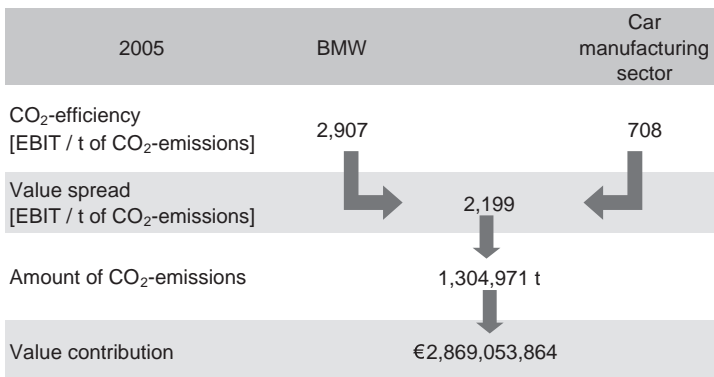 2005 BMW Car manufacturing sector
CO₂-efficiency
[EBIT / t of CO₂-emissions] 2,907 708
Value spread
[EBIT / t of CO₂-emissions] 2,199
Amount of CO₂-emissions 1,304,971 t
Value contribution €2,869,053,864